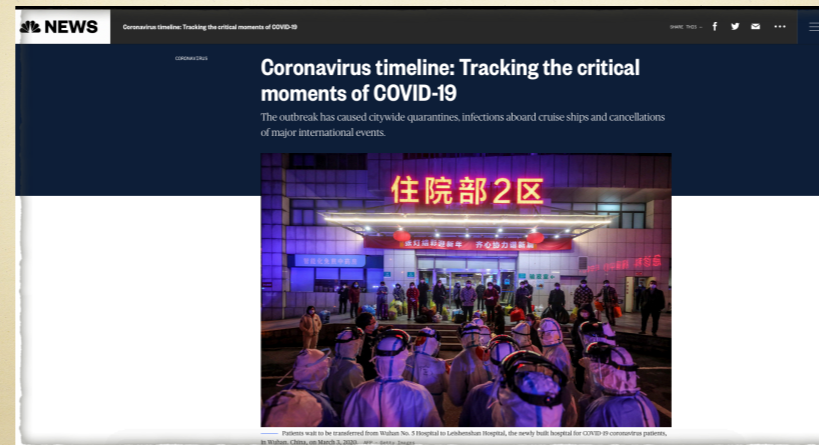 NEWS
Coronavirus timeline: Tracking the critical moments of COVID-19
SHARE THIS –
CORONAVIRUS
Coronavirus timeline: Tracking the critical
moments of COVID-19
The outbreak has caused citywide quarantines, infections aboard cruise ships and cancellations
of major international events.
住院部2区
Patients wait to be transferred from Wuhan No. 5 Hospital to Leishenshan Hospital, the newly built hospital for COVID-19 coronavirus patients,
in Wuhan, China, on March 3, 2020. AFP - Getty Images